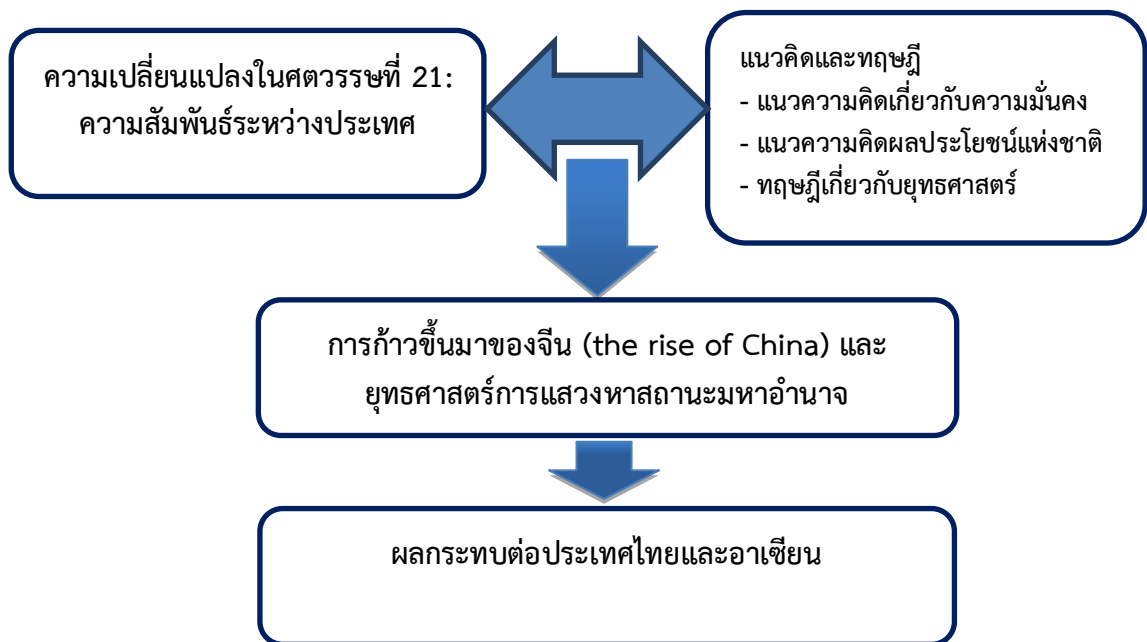 ความเปลี่ยนแปลงในศตวรรษที่ 21:
ความสัมพันธ์ระหว่างประเทศ
แนวคิดและทฤษฎี
- แนวความคิดเกี่ยวกับความมั่นคง
- แนวความคิดผลประโยชน์แห่งชาติ
- ทฤษฎีเกี่ยวกับยุทธศาสตร์
การก้าวขึ้นมาของจีน (the rise of China) และ
ยุทธศาสตร์การแสวงหาสถานะมหาอำนาจ
ผลกระทบต่อประเทศไทยและอาเซียน